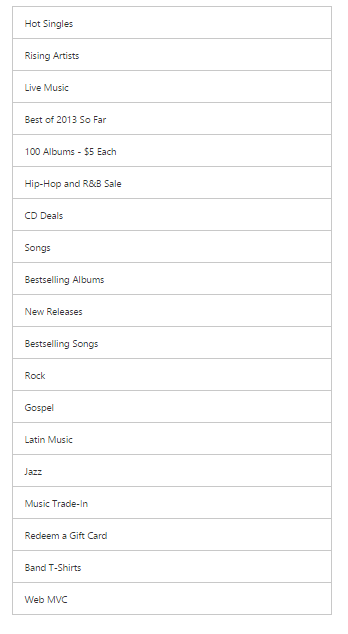 Hot Singles
Rising Artists
Live Music
Best of 2013 So Far
100 Albums - $5 Each
Hip-Hop and R&B Sale
CD Deals
Songs
Bestselling Albums
New Releases
Bestselling Songs
Rock
Gospel
Latin Music
Jazz
Music Trade-In
Redeem a Gift Card
Band T-Shirts
Web MVC